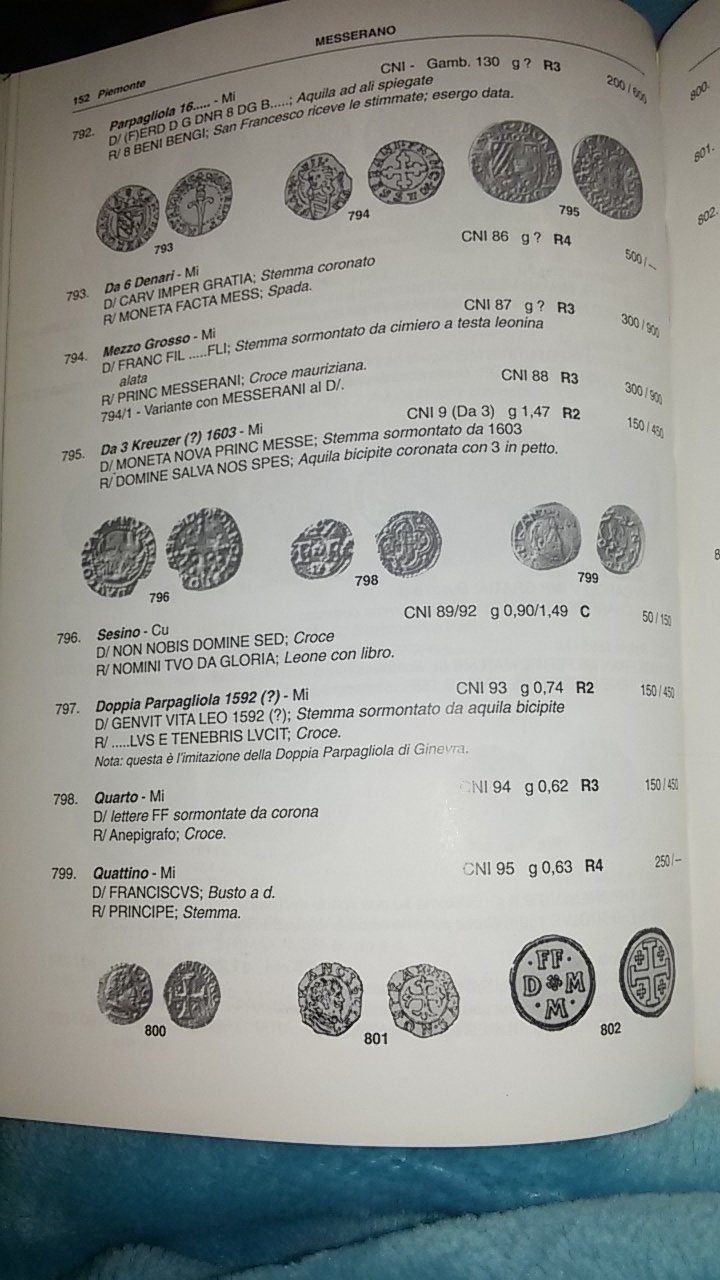 152 Piemonte
MESSERANO
792. Parpagliola 16..... - Mi CNI - Gamb. 130 g ? R3 200 / 600
D/ (F)ERD D G DNR 8 DG B.....; Aquila ad ali spiegate
R/ 8 BENI BENGI; San Francesco riceve le stimmate; esergo data.
793
794
795
793. Da 6 Denari - Mi CNI 86 g ? R4 500 / –
D/ CARV IMPER GRATIA; Stemma coronato
R/ MONETA FACTA MESS; Spada.
794. Mezzo Grosso - Mi CNI 87 g ? R3 300 / 900
D/ FRANC FIL .....FLI; Stemma sormontato da cimiero a testa leonina
alata
R/ PRINC MESSERANI; Croce mauriziana.
794/1 - Variante con MESSERANI al D/. CNI 88 R3 300 / 900
795. Da 3 Kreuzer (?) 1603 - Mi CNI 9 (Da 3) g 1,47 R2 150 / 450
D/ MONETA NOVA PRINC MESSE; Stemma sormontato da 1603
R/ DOMINE SALVA NOS SPES; Aquila bicipite coronata con 3 in petto.
796
798
799
796. Sesino - Cu CNI 89/92 g 0,90/1,49 C 50 / 150
D/ NON NOBIS DOMINE SED; Croce
R/ NOMINI TVO DA GLORIA; Leone con libro.
797. Doppia Parpagliola 1592 (?) - Mi CNI 93 g 0,74 R2 150 / 450
D/ GENVIT VITA LEO 1592 (?); Stemma sormontato da aquila bicipite
R/ .....LVS E TENEBRIS LVCIT; Croce.
Nota: questa è l'imitazione della Doppia Parpagliola di Ginevra.
798. Quarto - Mi CNI 94 g 0,62 R3 150 / 450
D/ lettere FF sormontate da corona
R/ Anepigrafo; Croce.
799. Quattino - Mi CNI 95 g 0,63 R4 250 / –
D/ FRANCISCVS; Busto a d.
R/ PRINCIPE; Stemma.
·FF·
D M
·M·
800
801
802
800.
801.
802.